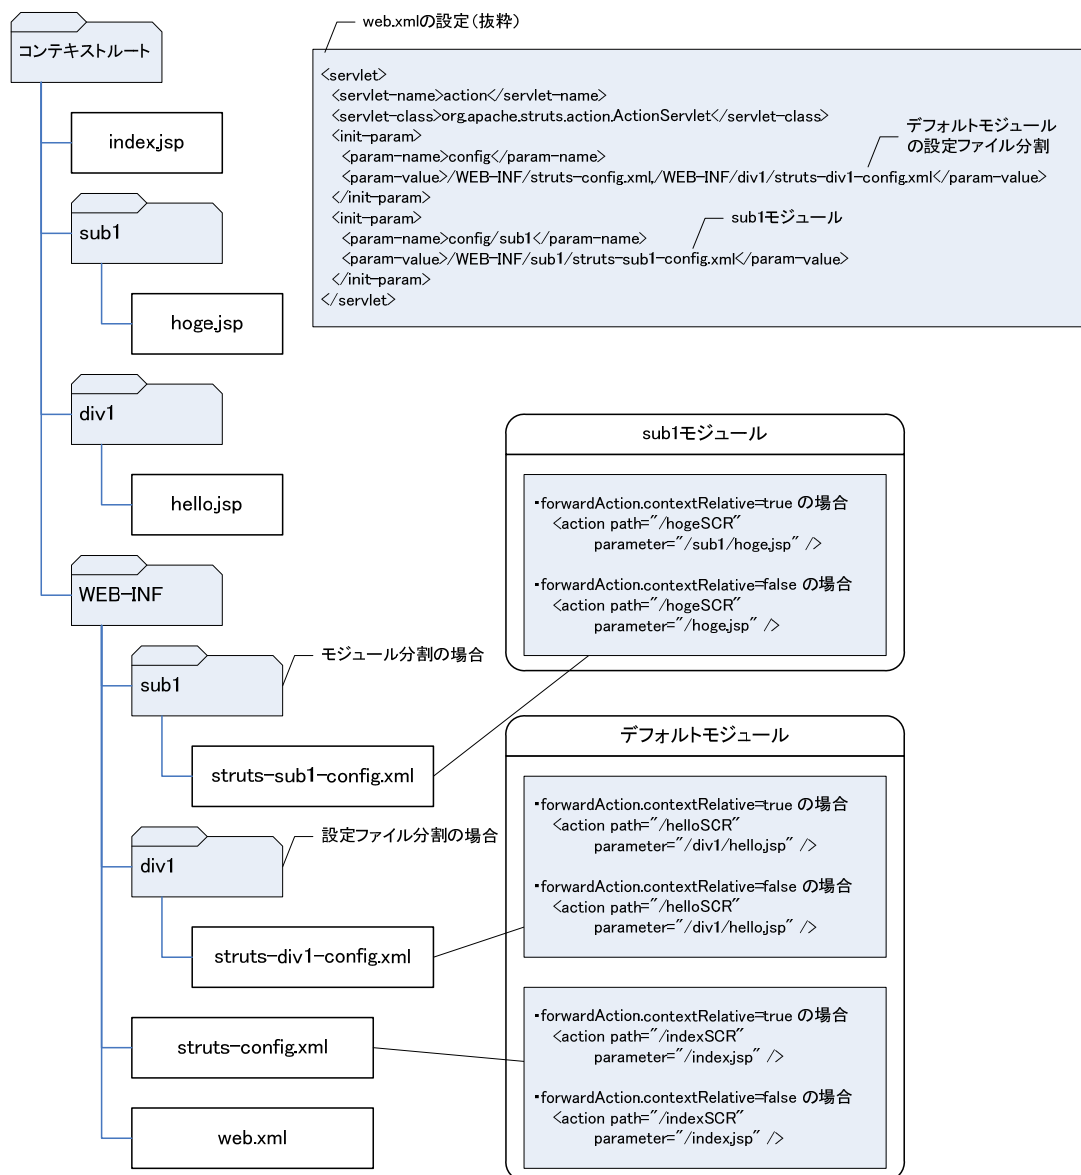 コンテキストルート
index.jsp
sub1
hoge.jsp
div1
hello.jsp
WEB-INF
sub1
モジュール分割の場合
struts-sub1-config.xml
div1
設定ファイル分割の場合
struts-div1-config.xml
struts-config.xml
web.xml
web.xmlの設定(抜粋)
<servlet>
<servlet-name>action</servlet-name>
<servlet-class>org.apache.struts.action.ActionServlet</servlet-class>
<init-param>
<param-name>config</param-name>
<param-value>/WEB-INF/struts-config.xml,/WEB-INF/div1/struts-div1-config.xml</param-value>
</init-param>
<init-param>
<param-name>config/sub1</param-name>
<param-value>/WEB-INF/sub1/struts-sub1-config.xml</param-value>
</init-param>
</servlet>
デフォルトモジュール
の設定ファイル分割
sub1モジュール
sub1モジュール
・forwardAction.contextRelative=true の場合
<action path="/hogeSCR"
parameter="/sub1/hoge.jsp" />
・forwardAction.contextRelative=false の場合
<action path="/hogeSCR"
parameter="/hoge.jsp" />
デフォルトモジュール
・forwardAction.contextRelative=true の場合
<action path="/helloSCR"
parameter="/div1/hello.jsp" />
・forwardAction.contextRelative=false の場合
<action path="/helloSCR"
parameter="/div1/hello.jsp" />
・forwardAction.contextRelative=true の場合
<action path="/indexSCR"
parameter="/index.jsp" />
・forwardAction.contextRelative=false の場合
<action path="/indexSCR"
parameter="/index.jsp" />